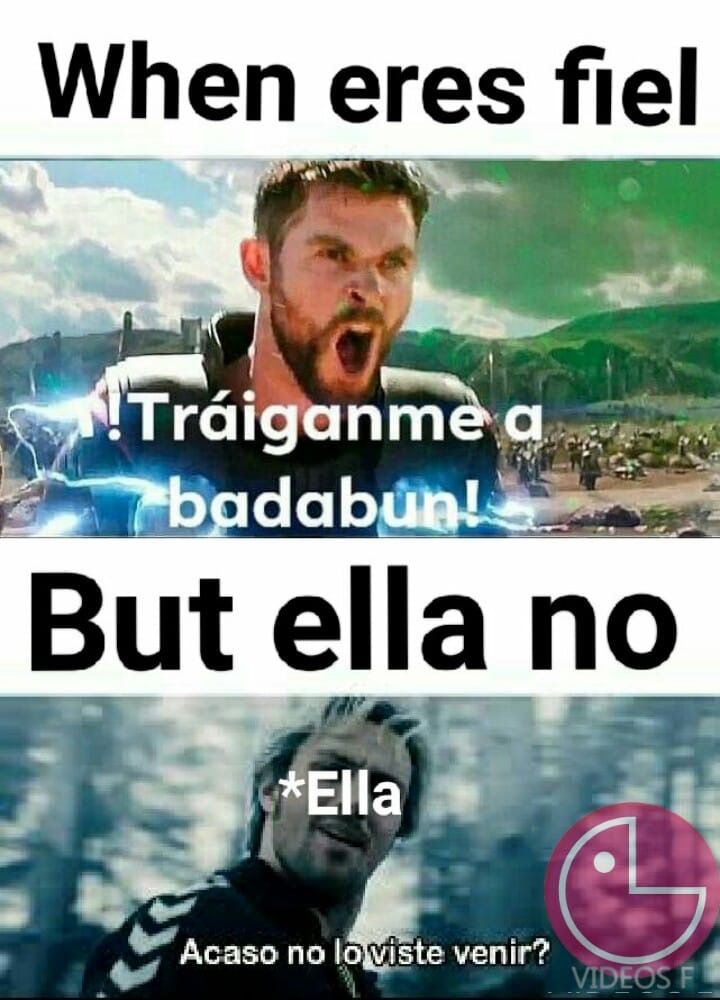 When eres fiel
!Tráiganme a
badabun!
But ella no
*Ella
Acaso no lo viste venir?
VIDEOS F